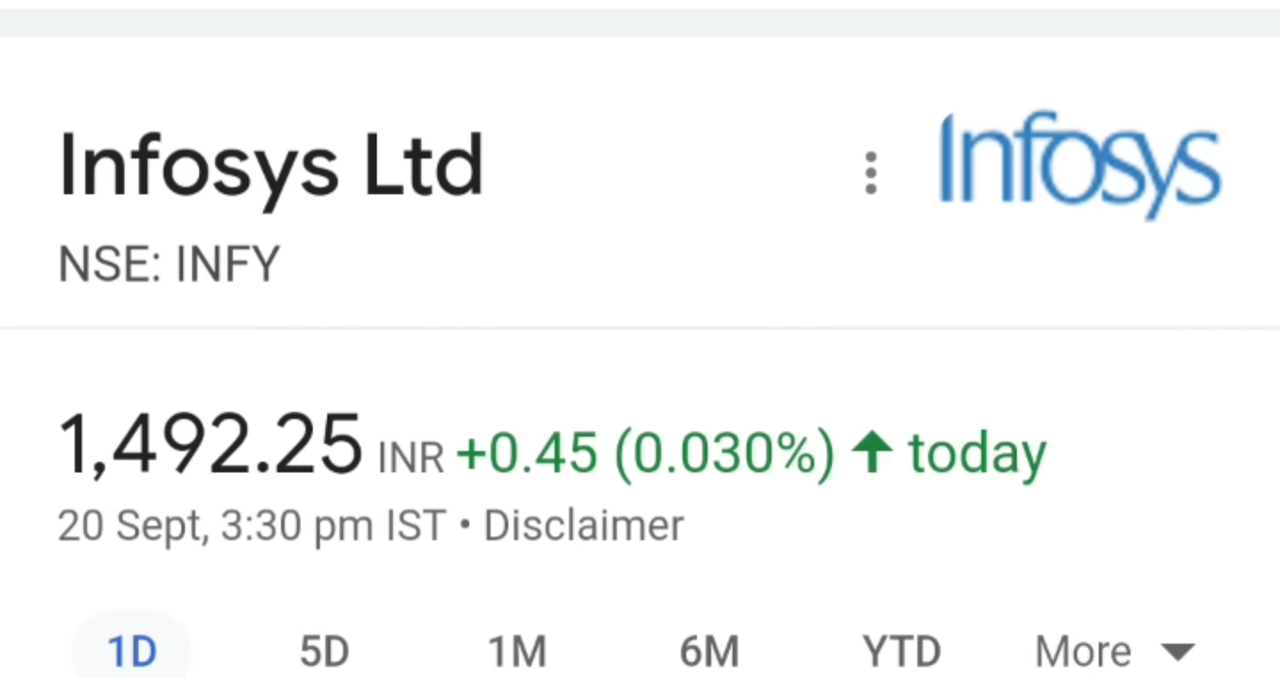 Infosys Ltd
Infosys
NSE: INFY
1,492.25 INR +0.45 (0.030%) ↑ today
20 Sept, 3:30 pm IST • Disclaimer
1D 5D 1M 6M YTD More